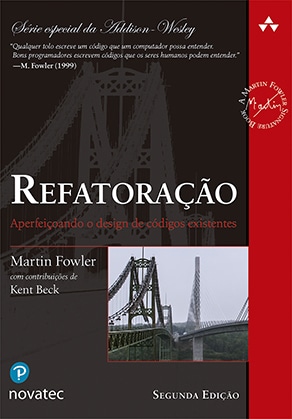 Série especial da Addison-Wesley
"Qualquer tolo escreve um código que um computador possa entender.
Bons programadores escrevem códigos que os seres humanos podem entender."
—M. Fowler (1999)
A MARTIN FOWLER SIGNATURE BOOK
Martin
REFATORAÇÃO
Aperfeiçoando o design de códigos existentes
Martin Fowler
com contribuições de
Kent Beck
P
novatec
SEGUNDA EDIÇÃO